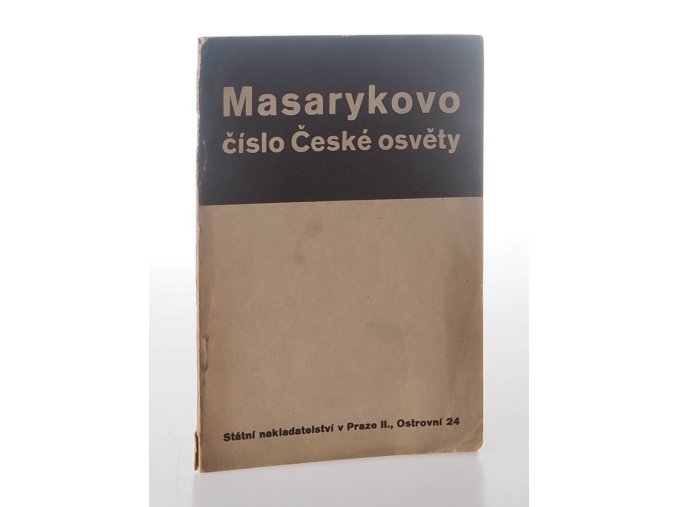 Masarykovo
číslo České osvěty
Státní nakladatelství v Praze II., Ostrovní 24